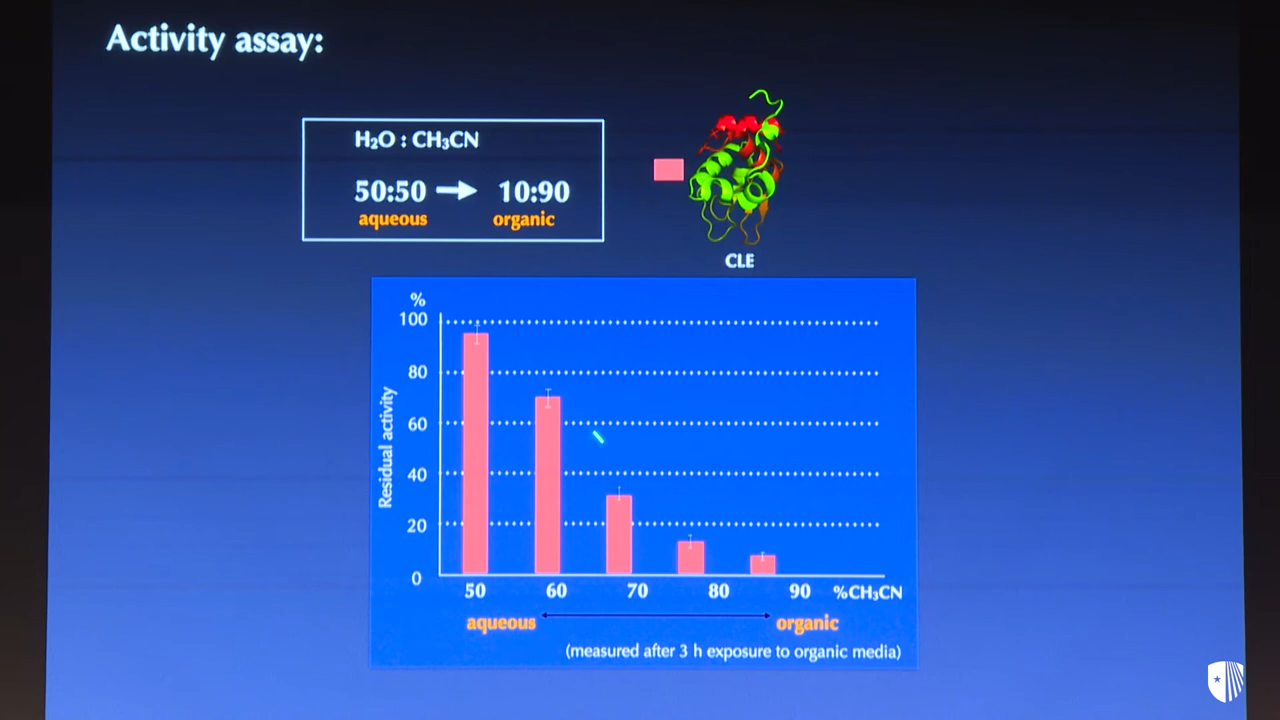 Activity assay:
H₂O : CH₃CN
50:50 → 10:90
aqueous organic
CLE
%
100
80
60
40
20
0
Residual activity
50 60 70 80 90 %CH₃CN
aqueous organic
(measured after 3 h exposure to organic media)